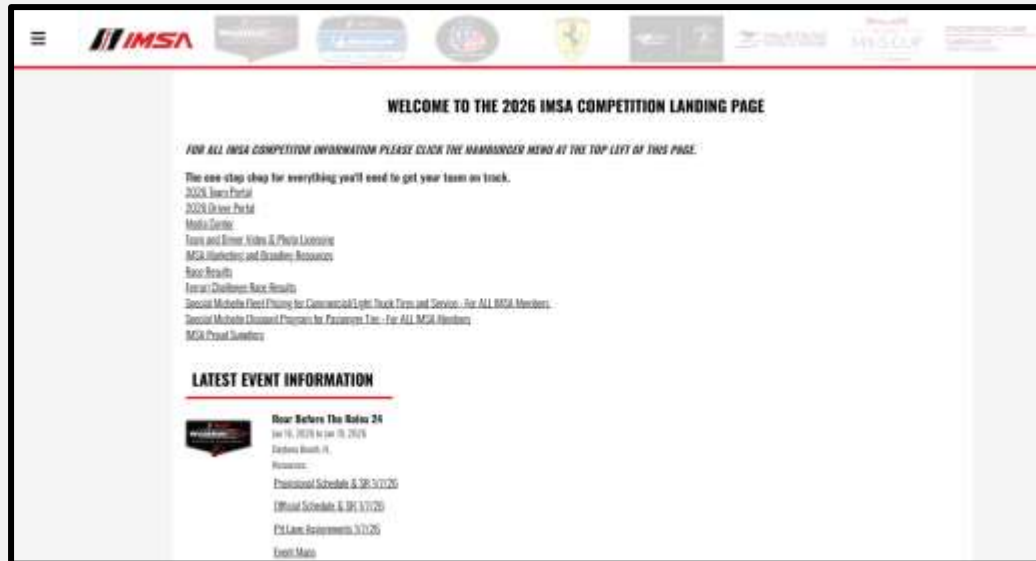 IMSA
WELCOME TO THE 2026 IMSA COMPETITION LANDING PAGE
FOR ALL IMSA COMPETITOR INFORMATION PLEASE CLICK THE HAMBURGER MENU AT THE TOP LEFT OF THIS PAGE.
The one stop shop for everything you'll need to get your team on track.
2026 Team Portal
2026 Driver Portal
Media Center
Team and Driver Video & Photo Licensing
IMSA Marketing and Branding Resources
Race Results
Ferrari Challenge Race Results
Special Michelin Fleet Pricing for Commercial/Light Truck Tires and Service - For ALL IMSA Members
Special Michelin Discount Program for Passenger Tire - For ALL IMSA Members
IMSA Proud Suppliers
LATEST EVENT INFORMATION
Roar Before The Rolex 24
Daytona Beach, FL
Resources:
Provisional Schedule & SR 1/7/26
Official Schedule & SR 1/7/26
Pit Lane Assignments 1/7/26
Event Maps